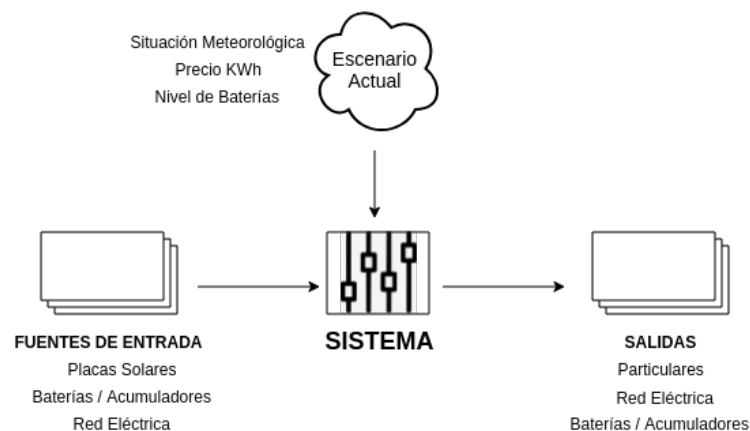 Situación Meteorológica
Precio KWh
Nivel de Baterías
Escenario
Actual
FUENTES DE ENTRADA
Placas Solares
Baterías / Acumuladores
Red Eléctrica
SISTEMA
SALIDAS
Particulares
Red Eléctrica
Baterías / Acumuladores